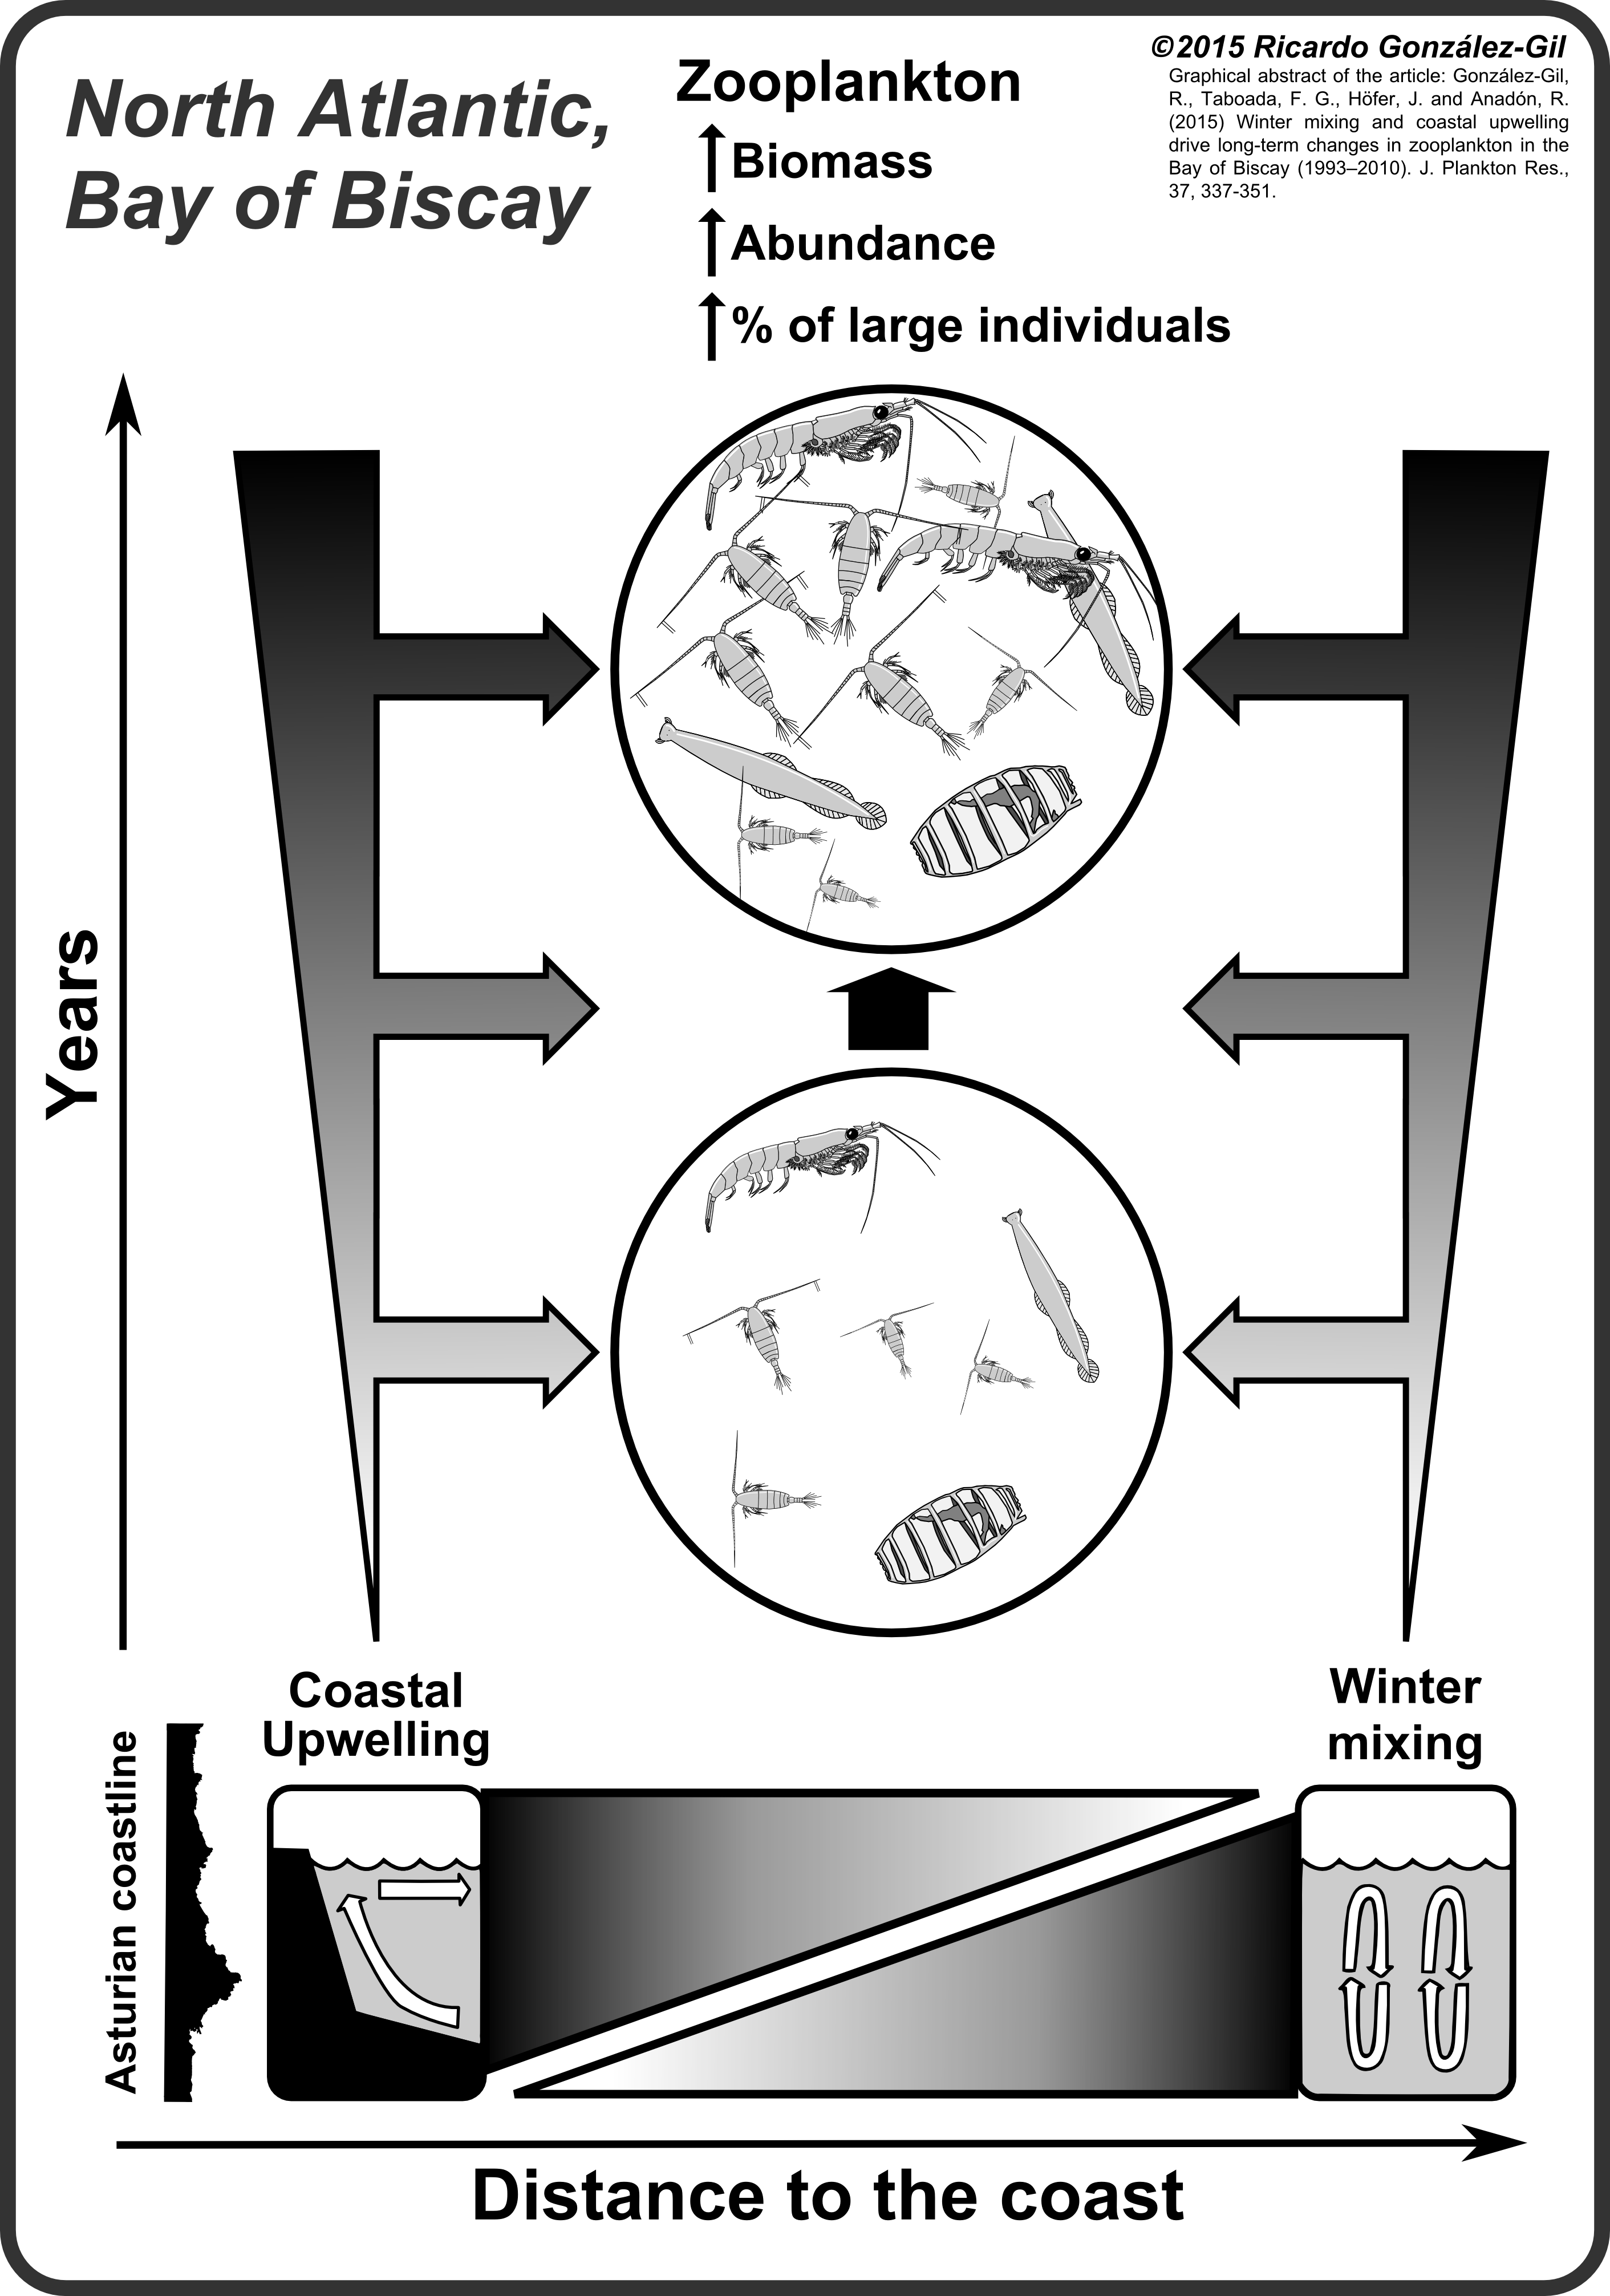 ©2015 Ricardo González-Gil
Graphical abstract of the article: González-Gil,
R., Taboada, F. G., Höfer, J. and Anadón, R.
(2015) Winter mixing and coastal upwelling
drive long-term changes in zooplankton in the
Bay of Biscay (1993–2010). J. Plankton Res.,
37, 337-351.
North Atlantic,
Bay of Biscay
Zooplankton
Biomass
Abundance
% of large individuals
Years
Coastal
Upwelling
Winter
mixing
Asturian coastline
Distance to the coast